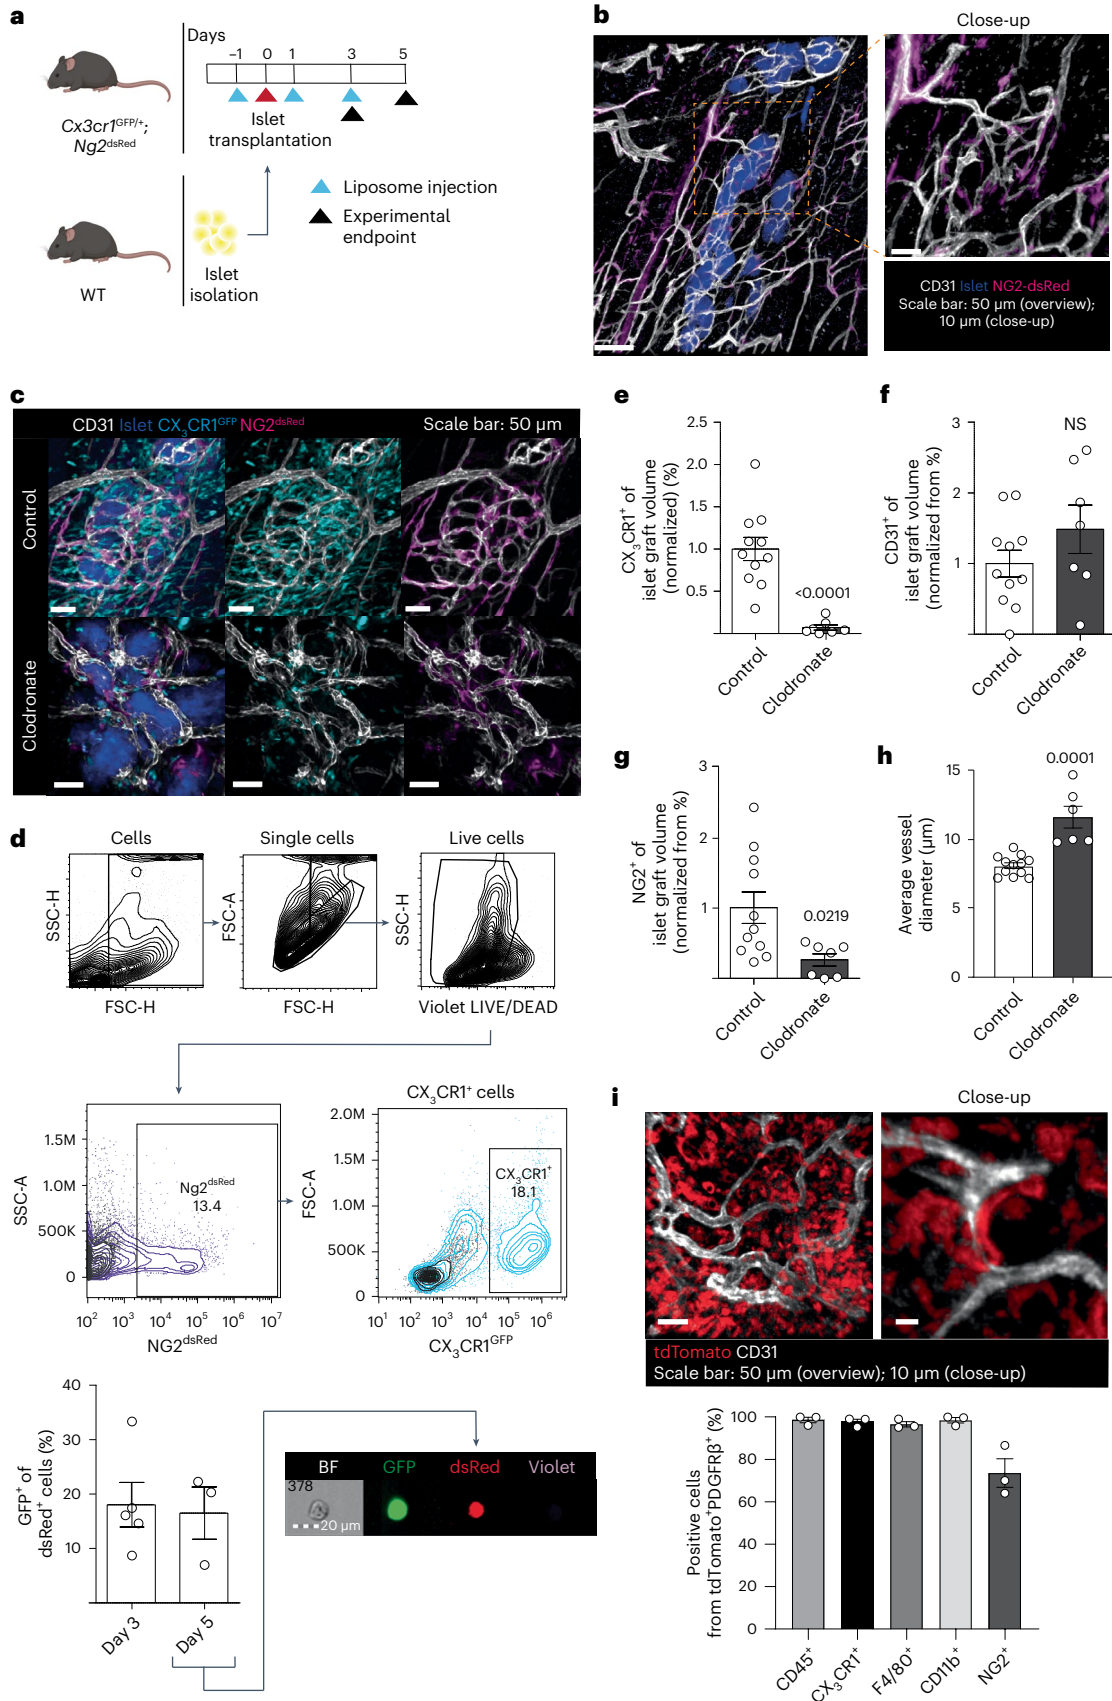 a
Days
–1 0 1 3 5
Cx3cr1GFP/+;
Ng2dsRed
Islet
transplantation
Liposome injection
Experimental
endpoint
WT
Islet
isolation
b
Close-up
CD31 Islet NG2-dsRed
Scale bar: 50 µm (overview);
10 µm (close-up)
c
CD31 Islet CX3CR1GFP NG2dsRed
Scale bar: 50 µm
Control
Clodronate
d
Cells
Single cells
Live cells
SSC-H
FSC-A
SSC-H
FSC-H
FSC-H
Violet LIVE/DEAD
SSC-A
1.5M
1.0M
500K
0
Ng2dsRed
13.4
10² 10³ 10⁴ 10⁵ 10⁶ 10⁷
NG2dsRed
CX3CR1⁺ cells
FSC-A
2.0M
1.5M
1.0M
500K
0
CX3CR1⁺
18.1
10¹ 10² 10³ 10⁴ 10⁵ 10⁶
CX3CR1GFP
GFP⁺ of
dsRed⁺ cells (%)
40
30
20
10
Day 3
Day 5
BF GFP dsRed Violet
378
20 µm
e
CX3CR1⁺ of
islet graft volume
(normalized) (%)
2.5
2.0
1.5
1.0
0.5
<0.0001
Control
Clodronate
f
CD31⁺ of
islet graft volume
(normalized from %)
3
2
1
0
NS
Control
Clodronate
g
NG2⁺ of
islet graft volume
(normalized from %)
3
2
1
0
0.0219
Control
Clodronate
h
Average vessel
diameter (µm)
15
10
5
0
0.0001
Control
Clodronate
i
Close-up
tdTomato CD31
Scale bar: 50 µm (overview); 10 µm (close-up)
Positive cells
from tdTomato⁺PDGFRβ⁺ (%)
100
80
60
40
20
0
CD45⁺
CX3CR1⁺
F4/80⁺
CD11b⁺
NG2⁺